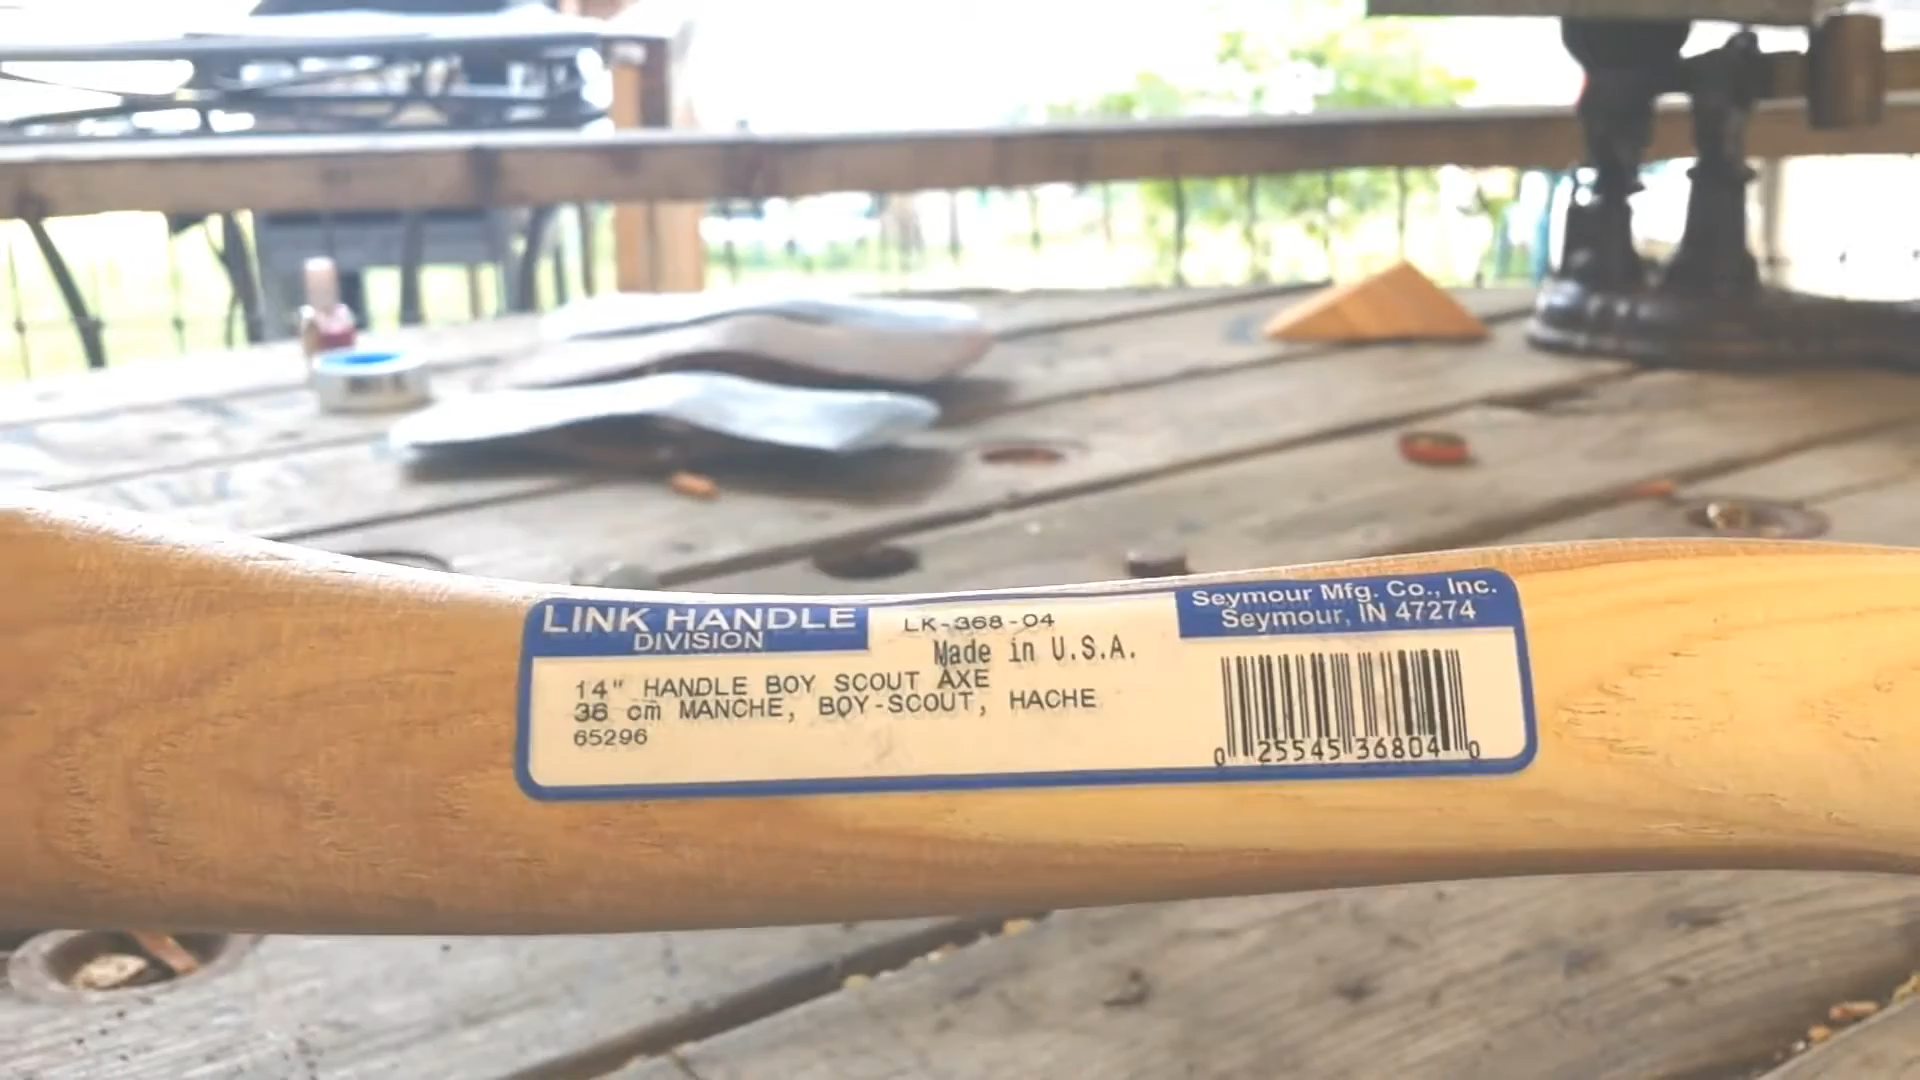 LINK HANDLE
DIVISION
LK-368-04
Made in U.S.A.
Seymour Mfg. Co., Inc.
Seymour, IN 47274
14" HANDLE BOY SCOUT AXE
36 cm MANCHE, BOY-SCOUT, HACHE
65296
0 25545 36804 0